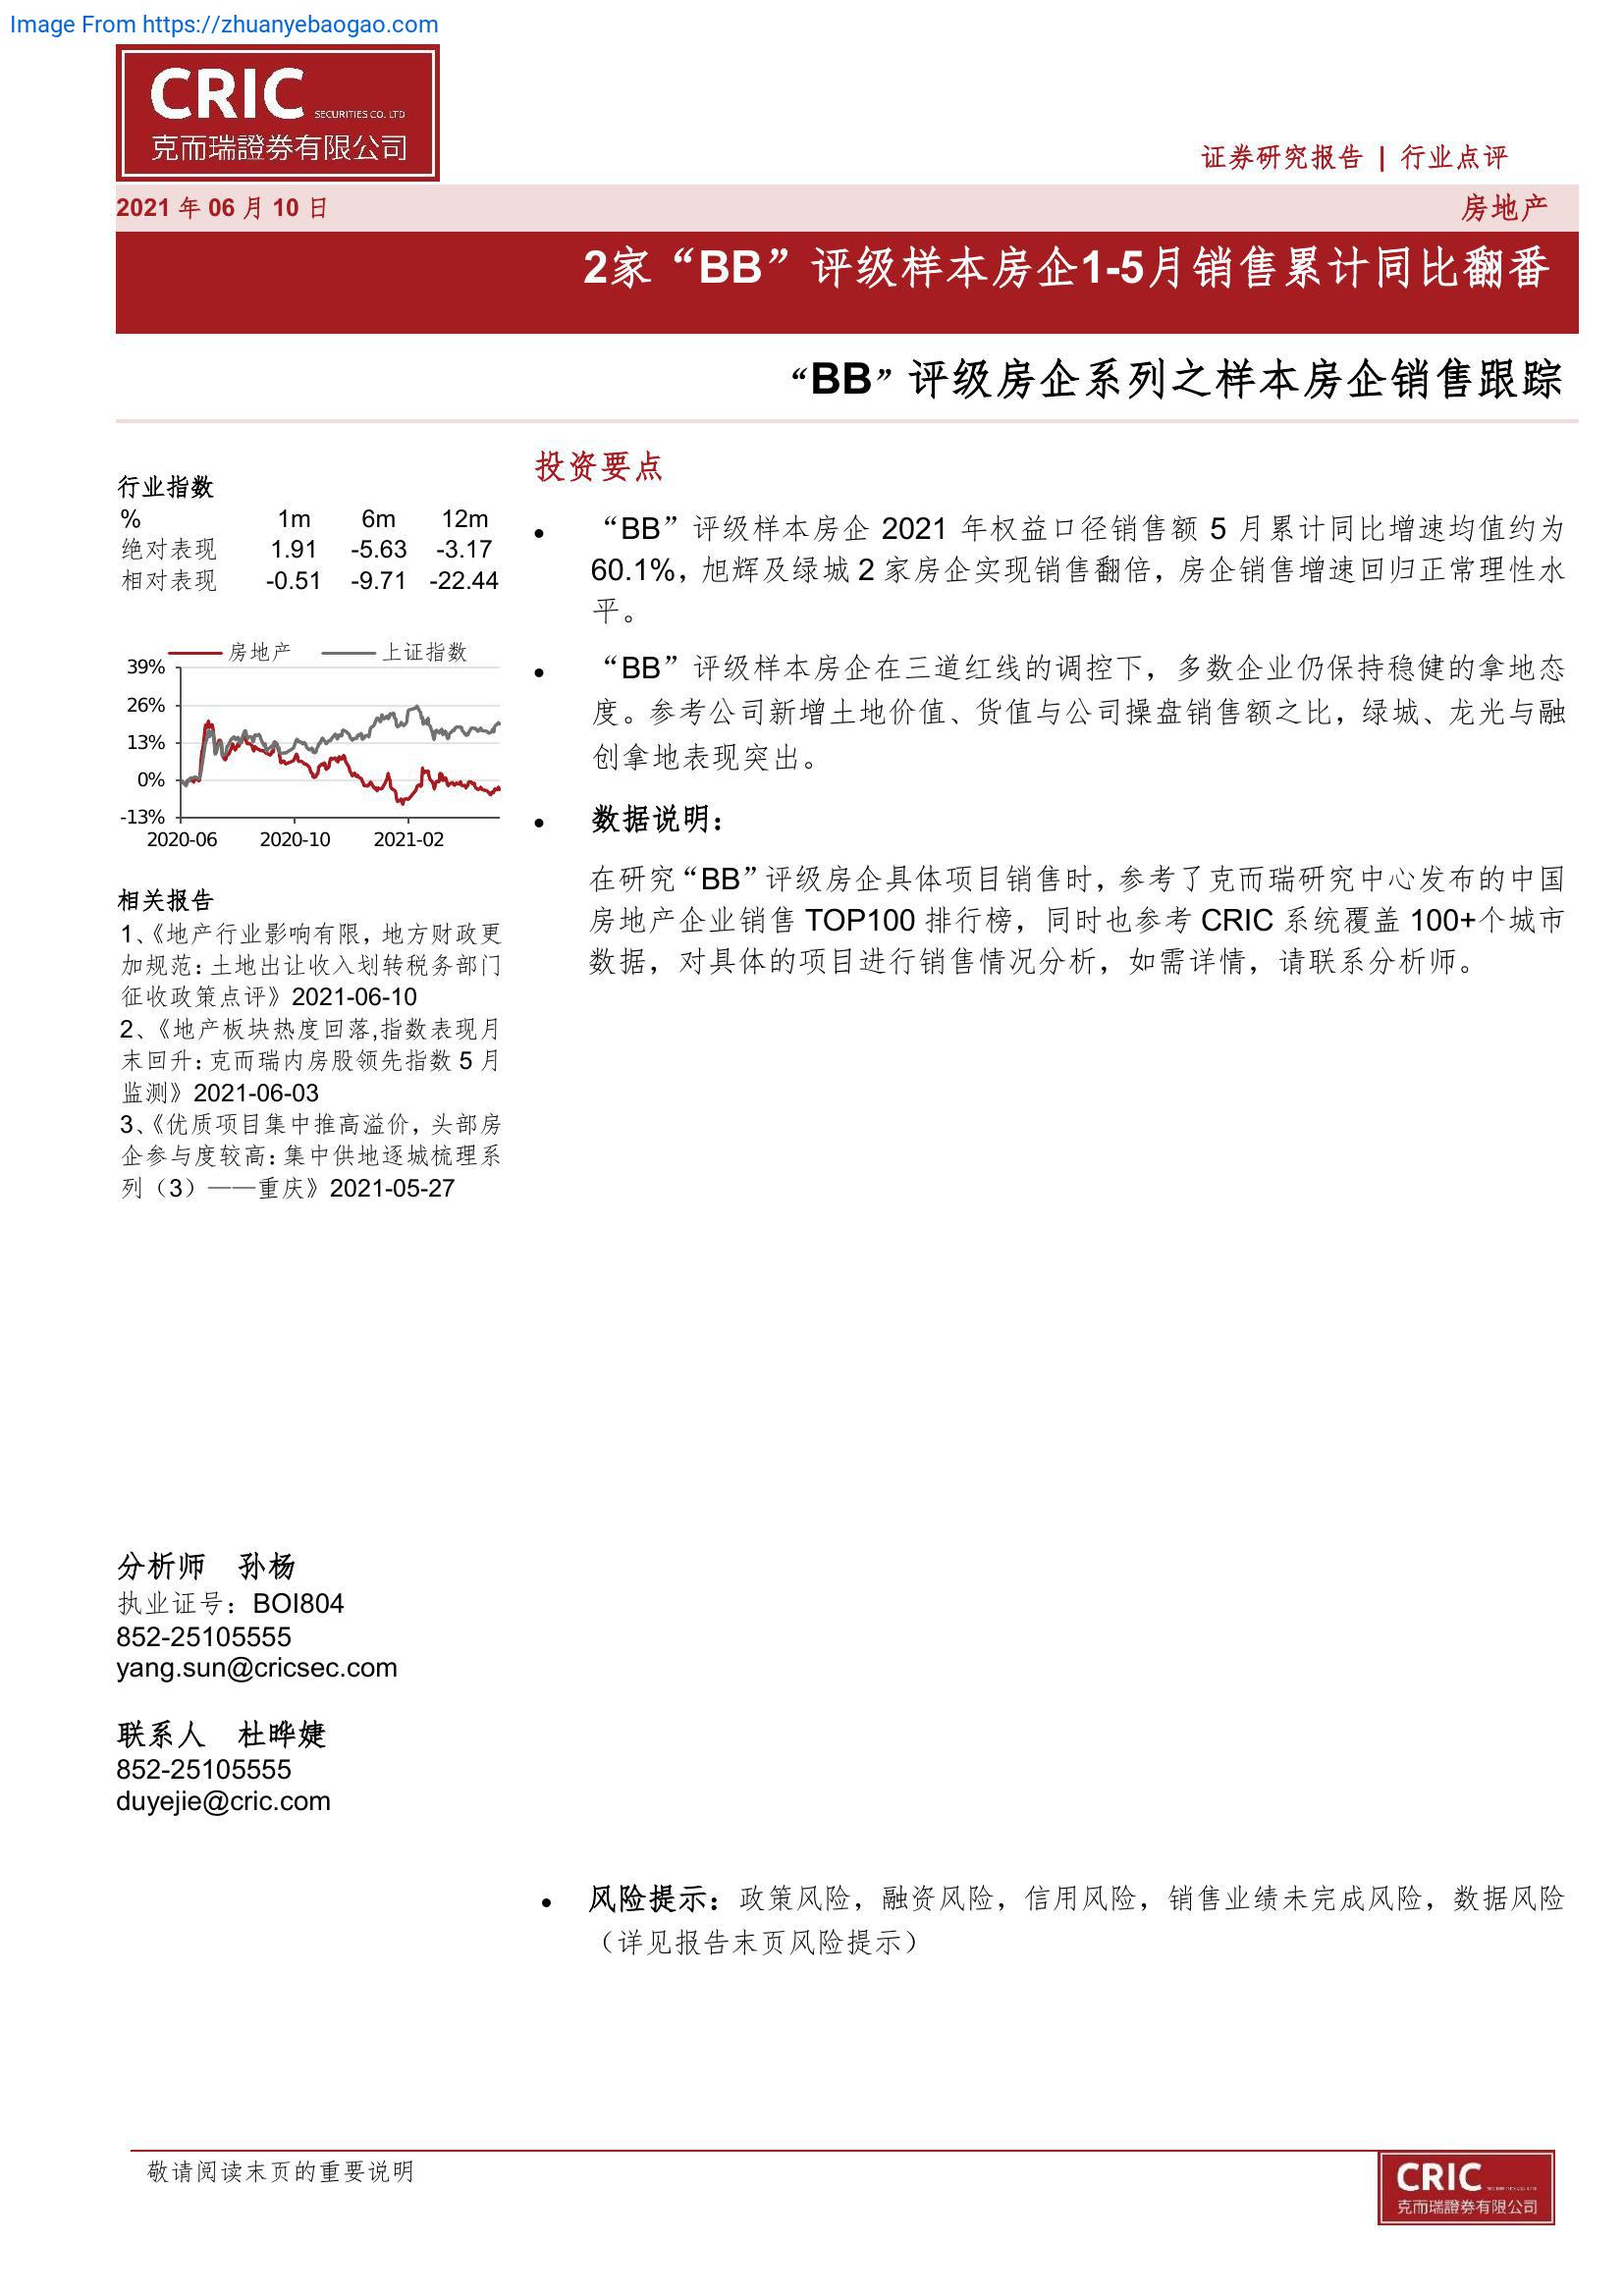 Image From https://zhuanyebaogao.com
CRIC SECURITIES CO. LTD
克而瑞證券有限公司
证券研究报告 | 行业点评
2021 年 06 月 10 日
房地产
2家“BB”评级样本房企1-5月销售累计同比翻番
“BB”评级房企系列之样本房企销售跟踪
行业指数
% 1m 6m 12m
绝对表现 1.91 -5.63 -3.17
相对表现 -0.51 -9.71 -22.44
房地产 上证指数
39%
26%
13%
0%
-13%
2020-06 2020-10 2021-02
相关报告
1、《地产行业影响有限，地方财政更
加规范：土地出让收入划转税务部门
征收政策点评》2021-06-10
2、《地产板块热度回落,指数表现月
末回升：克而瑞内房股领先指数 5 月
监测》2021-06-03
3、《优质项目集中推高溢价，头部房
企参与度较高：集中供地逐城梳理系
列（3）——重庆》2021-05-27
分析师 孙杨
执业证号：BOI804
852-25105555
yang.sun@cricsec.com
联系人 杜晔婕
852-25105555
duyejie@cric.com
投资要点
● “BB”评级样本房企 2021 年权益口径销售额 5 月累计同比增速均值约为
60.1%，旭辉及绿城 2 家房企实现销售翻倍，房企销售增速回归正常理性水
平。
● “BB”评级样本房企在三道红线的调控下，多数企业仍保持稳健的拿地态
度。参考公司新增土地价值、货值与公司操盘销售额之比，绿城、龙光与融
创拿地表现突出。
● 数据说明：
在研究“BB”评级房企具体项目销售时，参考了克而瑞研究中心发布的中国
房地产企业销售 TOP100 排行榜，同时也参考 CRIC 系统覆盖 100+个城市
数据，对具体的项目进行销售情况分析，如需详情，请联系分析师。
● 风险提示：政策风险，融资风险，信用风险，销售业绩未完成风险，数据风险
（详见报告末页风险提示）
敬请阅读末页的重要说明
CRIC
克而瑞證券有限公司